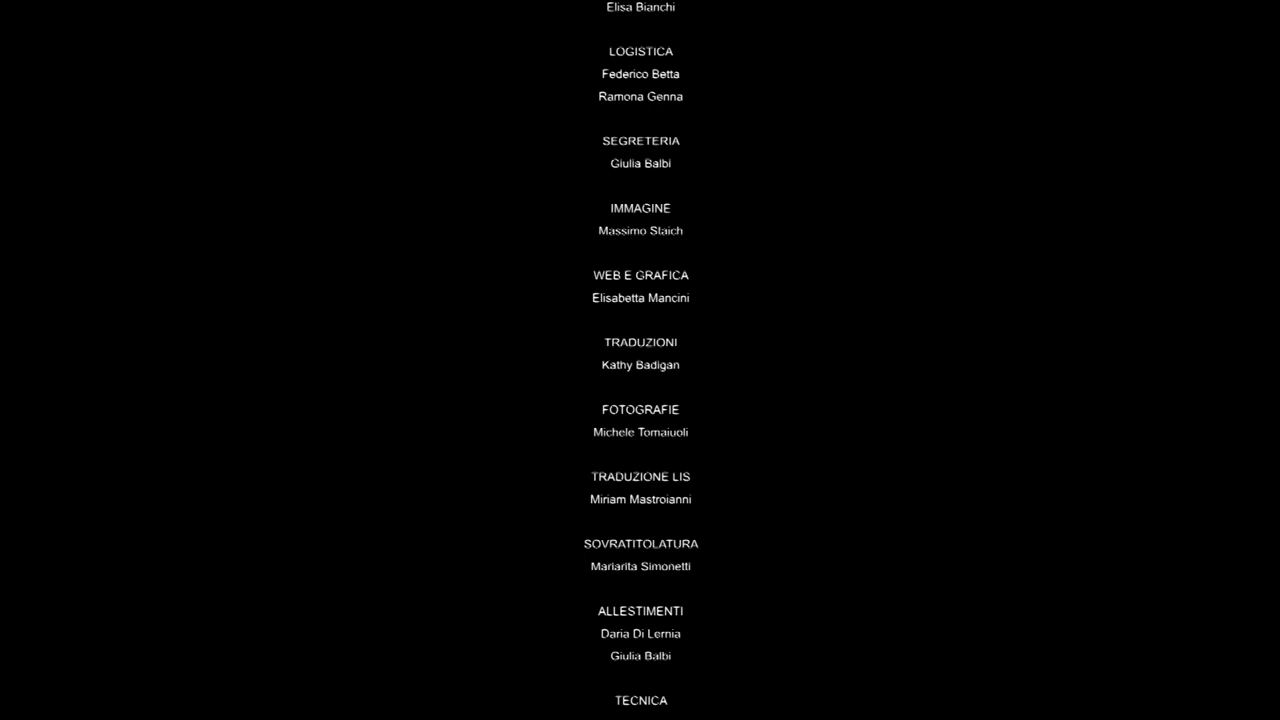 Elisa Bianchi
LOGISTICA
Federico Betta
Ramona Genna
SEGRETERIA
Giulia Balbi
IMMAGINE
Massimo Staich
WEB E GRAFICA
Elisabetta Mancini
TRADUZIONI
Kathy Badigan
FOTOGRAFIE
Michele Tomaiuoli
TRADUZIONE LIS
Miriam Mastroianni
SOVRATITOLATURA
Mariarita Simonetti
ALLESTIMENTI
Daria Di Lernia
Giulia Balbi
TECNICA